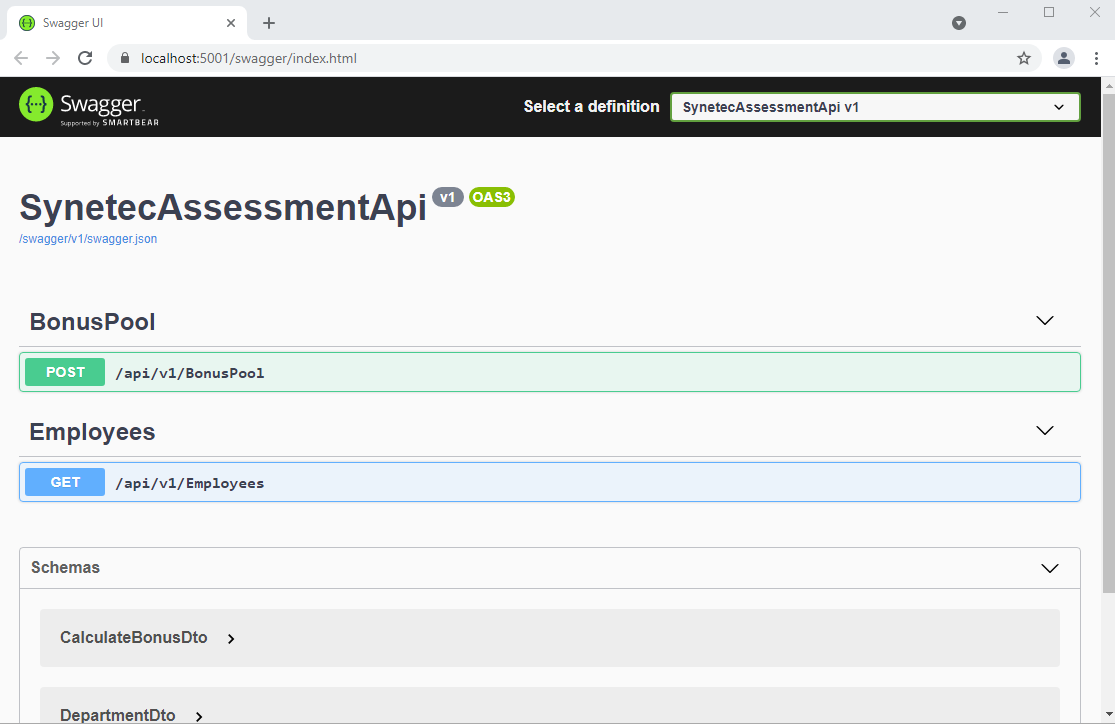 Swagger UI
localhost:5001/swagger/index.html
Swagger
Supported by SMARTBEAR
Select a definition
SynetecAssessmentApi v1
SynetecAssessmentApi v1 OAS3
/swagger/v1/swagger.json
BonusPool
POST /api/v1/BonusPool
Employees
GET /api/v1/Employees
Schemas
CalculateBonusDto
DepartmentDto